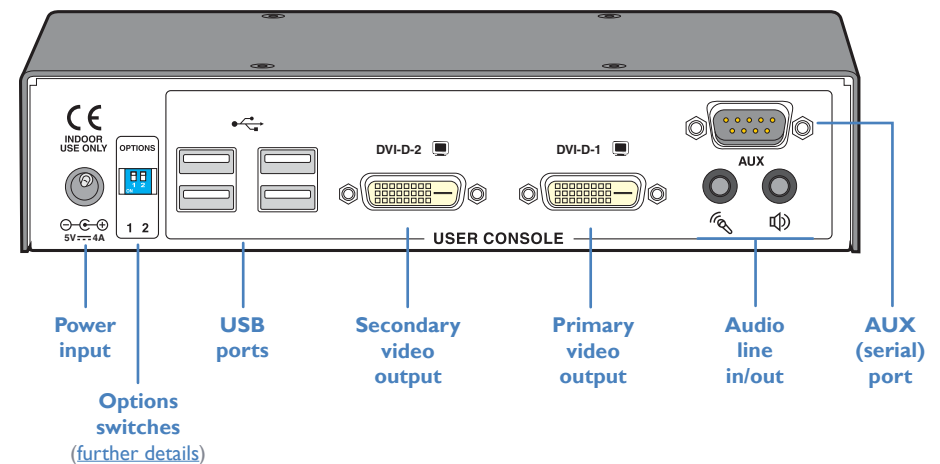 CE
INDOOR
USE ONLY
OPTIONS
1 2
ON
1 2
5V 4A
DVI-D-2
DVI-D-1
AUX
USER CONSOLE
Power
input
Options
switches
(further details)
USB
ports
Secondary
video
output
Primary
video
output
Audio
line
in/out
AUX
(serial)
port